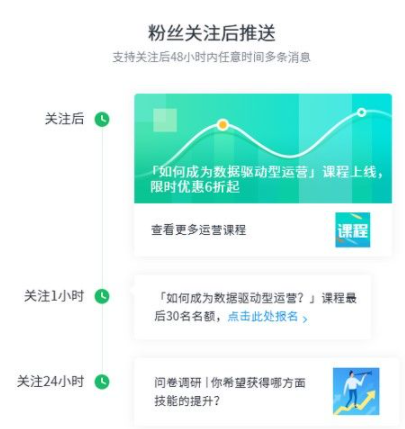 粉丝关注后推送
支持关注后48小时内任意时间多条消息
关注后
「如何成为数据驱动型运营」课程上线，
限时优惠6折起
查看更多运营课程
课程
关注1小时
「如何成为数据驱动型运营？」课程最
后30名名额，点击此处报名 >
关注24小时
问卷调研 | 你希望获得哪方面
技能的提升？